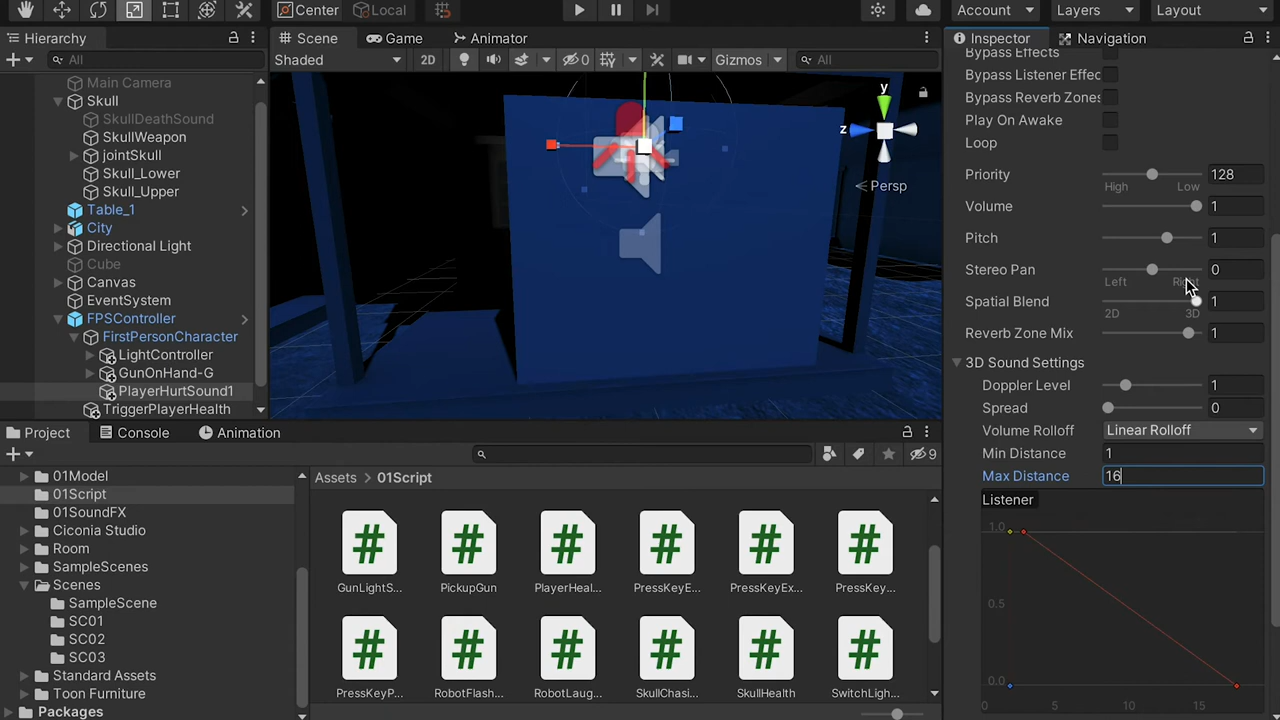 Center Local Account Layers Layout
Hierarchy Scene Game Animator Inspector Navigation
All Shaded 2D 0 Gizmos All
Main Camera
Skull
SkullDeathSound
SkullWeapon
jointSkull
Skull_Lower
Skull_Upper
Table_1
City
Directional Light
Cube
Canvas
EventSystem
FPSController
FirstPersonCharacter
LightController
GunOnHand-G
PlayerHurtSound1
TriggerPlayerHealth
y
z
Persp
Bypass Effects
Bypass Listener Effec
Bypass Reverb Zones
Play On Awake
Loop
Priority 128
High Low
Volume 1
Pitch 1
Stereo Pan 0
Left Right
Spatial Blend 1
2D 3D
Reverb Zone Mix 1
3D Sound Settings
Doppler Level 1
Spread 0
Volume Rolloff Linear Rolloff
Min Distance 1
Max Distance 16
Listener
1.0
0.5
0.0
0 5 10 15
Project Console Animation
9
01Model
01Script
01SoundFX
Ciconia Studio
Room
SampleScenes
Scenes
SampleScene
SC01
SC02
SC03
Standard Assets
Toon Furniture
Packages
Assets 01Script
GunLightS... PickupGun PlayerHeal... PressKeyE... PressKeyEx... PressKey...
PressKeyP... RobotFlash... RobotLaug... SkullChasi... SkullHealth SwitchLigh...